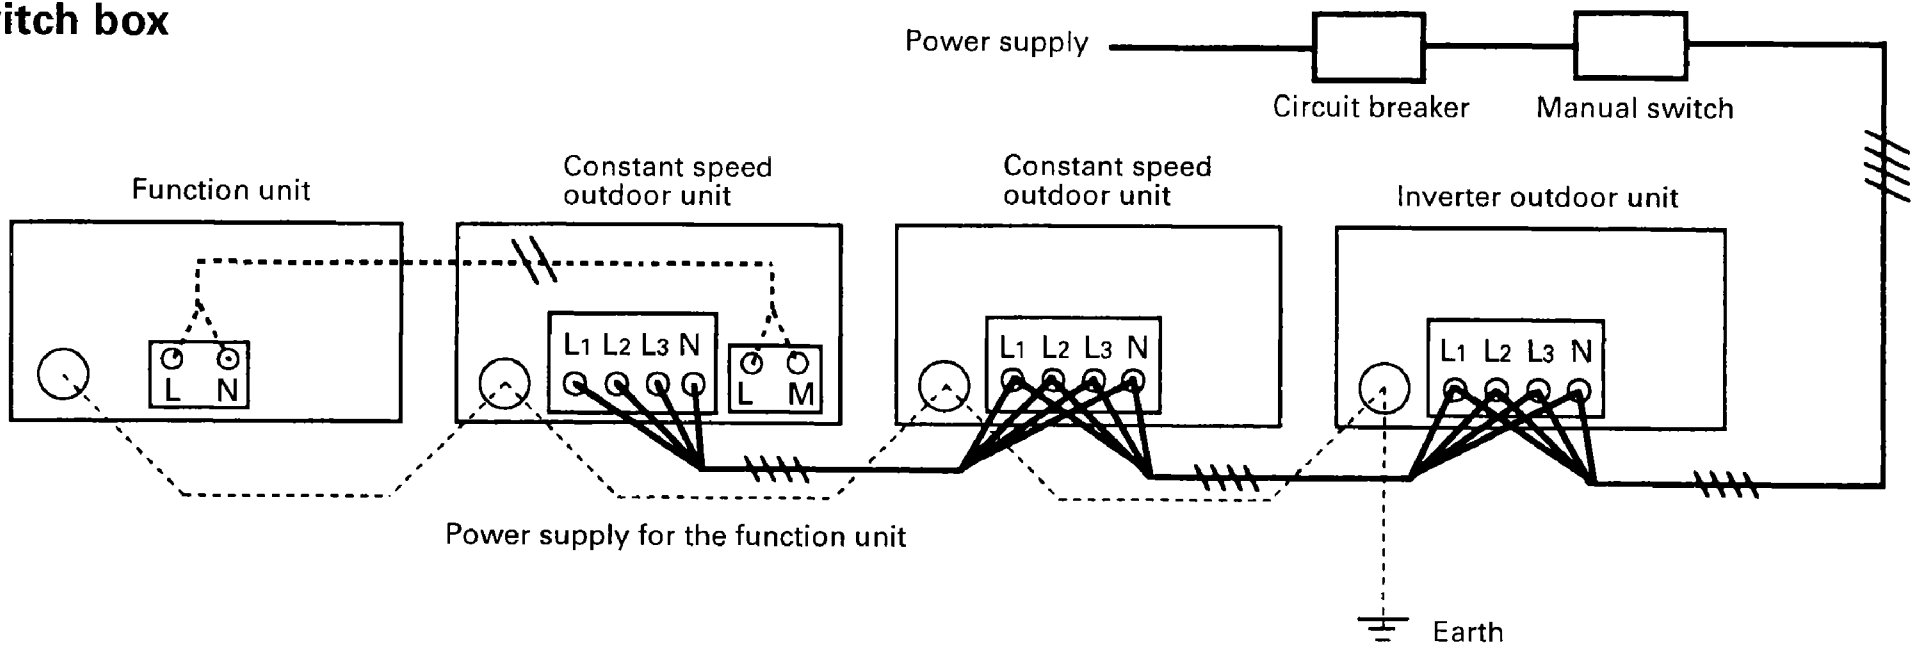 itch box
Power supply
Circuit breaker
Manual switch
Function unit
Constant speed
outdoor unit
Constant speed
outdoor unit
Inverter outdoor unit
L N
L1 L2 L3 N
L M
L1 L2 L3 N
L1 L2 L3 N
Power supply for the function unit
Earth